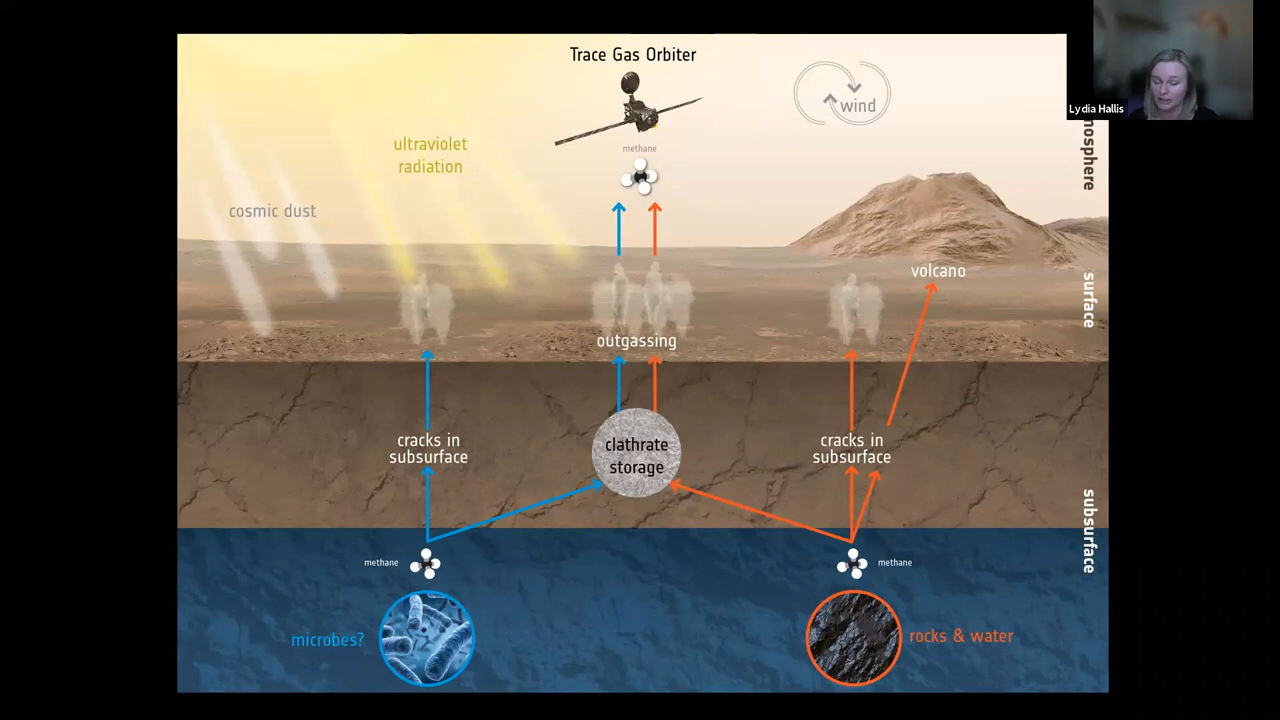 Trace Gas Orbiter
wind
Lydia Hallis
mosphere
ultraviolet
radiation
methane
cosmic dust
volcano
surface
outgassing
cracks in
subsurface
clathrate
storage
cracks in
subsurface
subsurface
methane
methane
microbes?
rocks & water